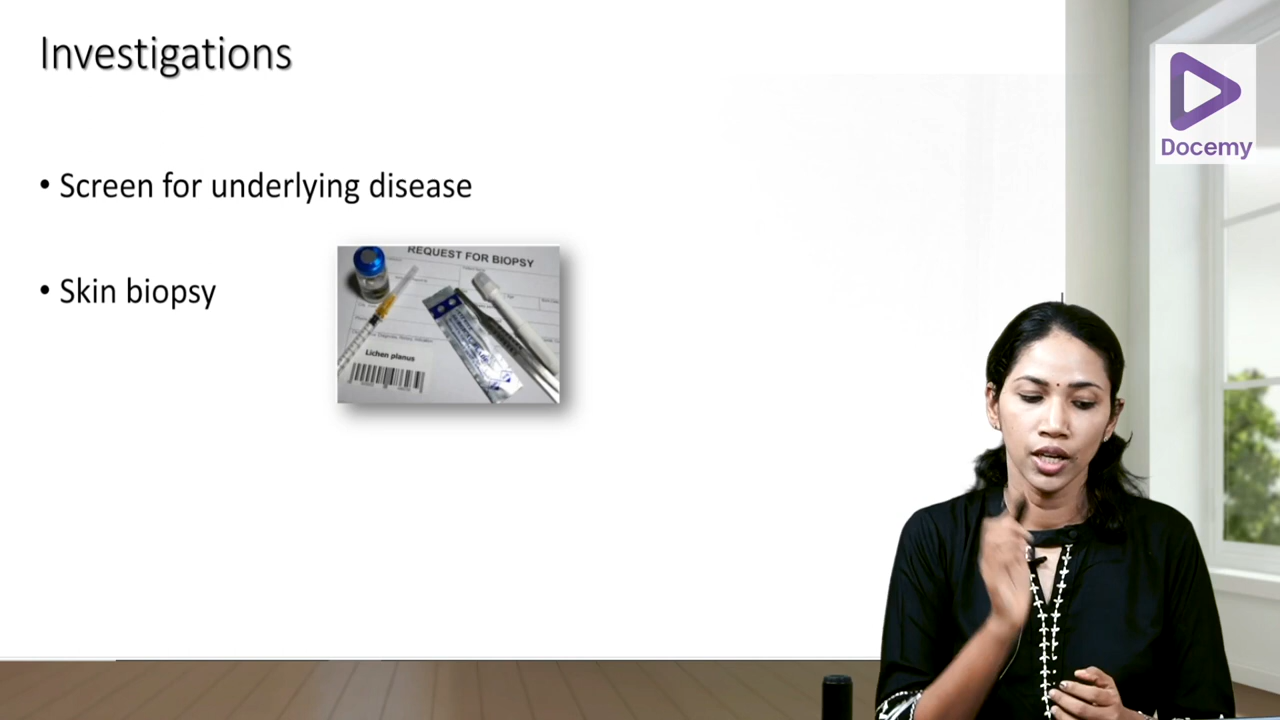 Investigations
Docemy
• Screen for underlying disease
• Skin biopsy
REQUEST FOR BIOPSY
Lichen planus